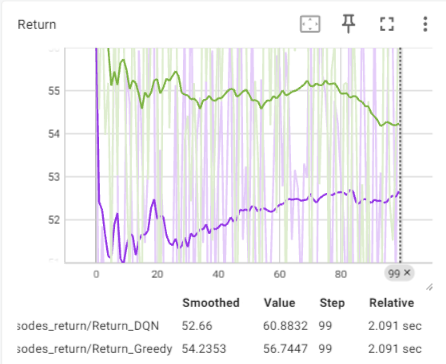 Return
55
54
53
52
0 20 40 60 80 99 ×
Smoothed Value Step Relative
sodes_return/Return_DQN 52.66 60.8832 99 2.091 sec
sodes_return/Return_Greedy 54.2353 56.7447 99 2.091 sec